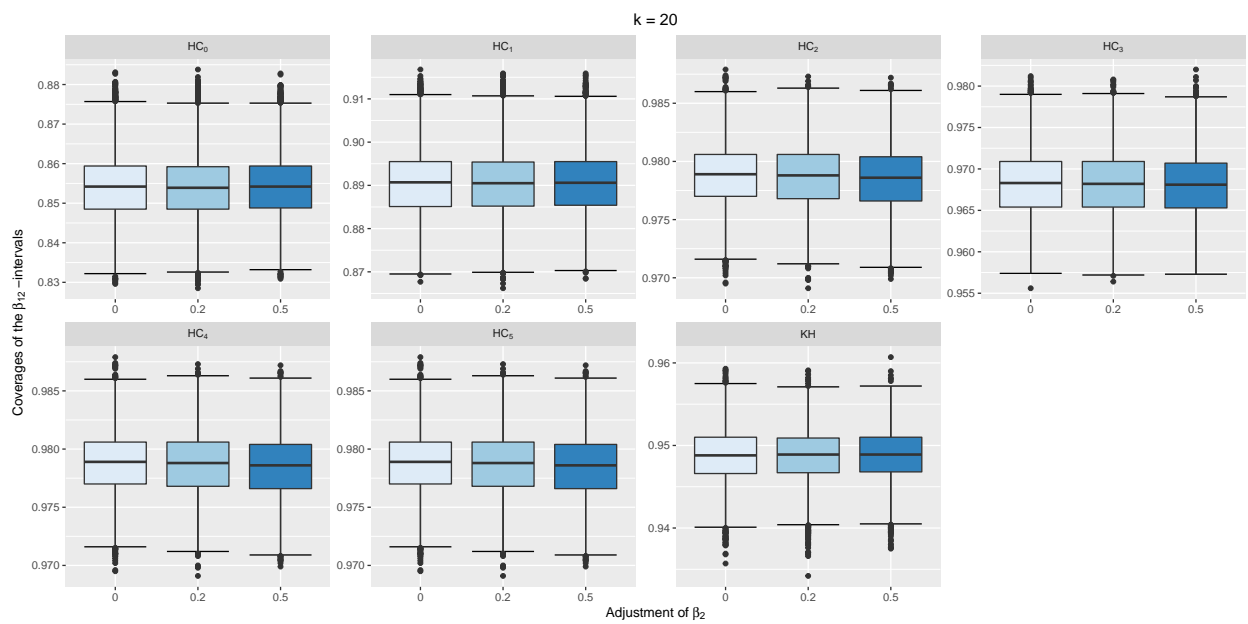 k = 20
HC₀
HC₁
HC₂
HC₃
0.88
0.87
0.86
0.85
0.84
0.83
0.91
0.90
0.89
0.88
0.87
0.985
0.980
0.975
0.970
0.980
0.975
0.970
0.965
0.960
0.955
0 0.2 0.5
0 0.2 0.5
0 0.2 0.5
0 0.2 0.5
Coverages of the β₁₂ −intervals
HC₄
HC₅
KH
0.985
0.980
0.975
0.970
0.985
0.980
0.975
0.970
0.96
0.95
0.94
0 0.2 0.5
0 0.2 0.5
0 0.2 0.5
Adjustment of β₂